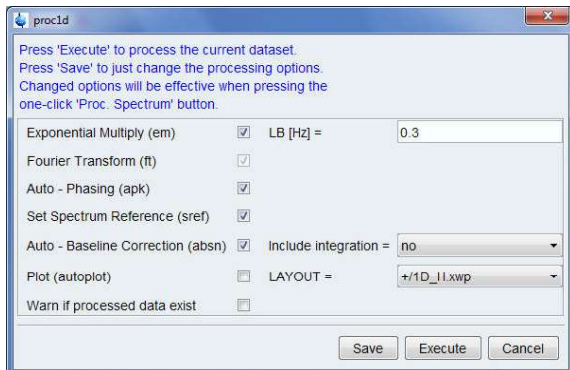 proc1d
Press 'Execute' to process the current dataset.
Press 'Save' to just change the processing options.
Changed options will be effective when pressing the
one-click 'Proc. Spectrum' button.
Exponential Multiply (em) LB [Hz] = 0.3
Fourier Transform (ft)
Auto - Phasing (apk)
Set Spectrum Reference (sref)
Auto - Baseline Correction (absn) Include integration = no
Plot (autoplot) LAYOUT = +/1D_H.xwp
Warn if processed data exist
Save Execute Cancel